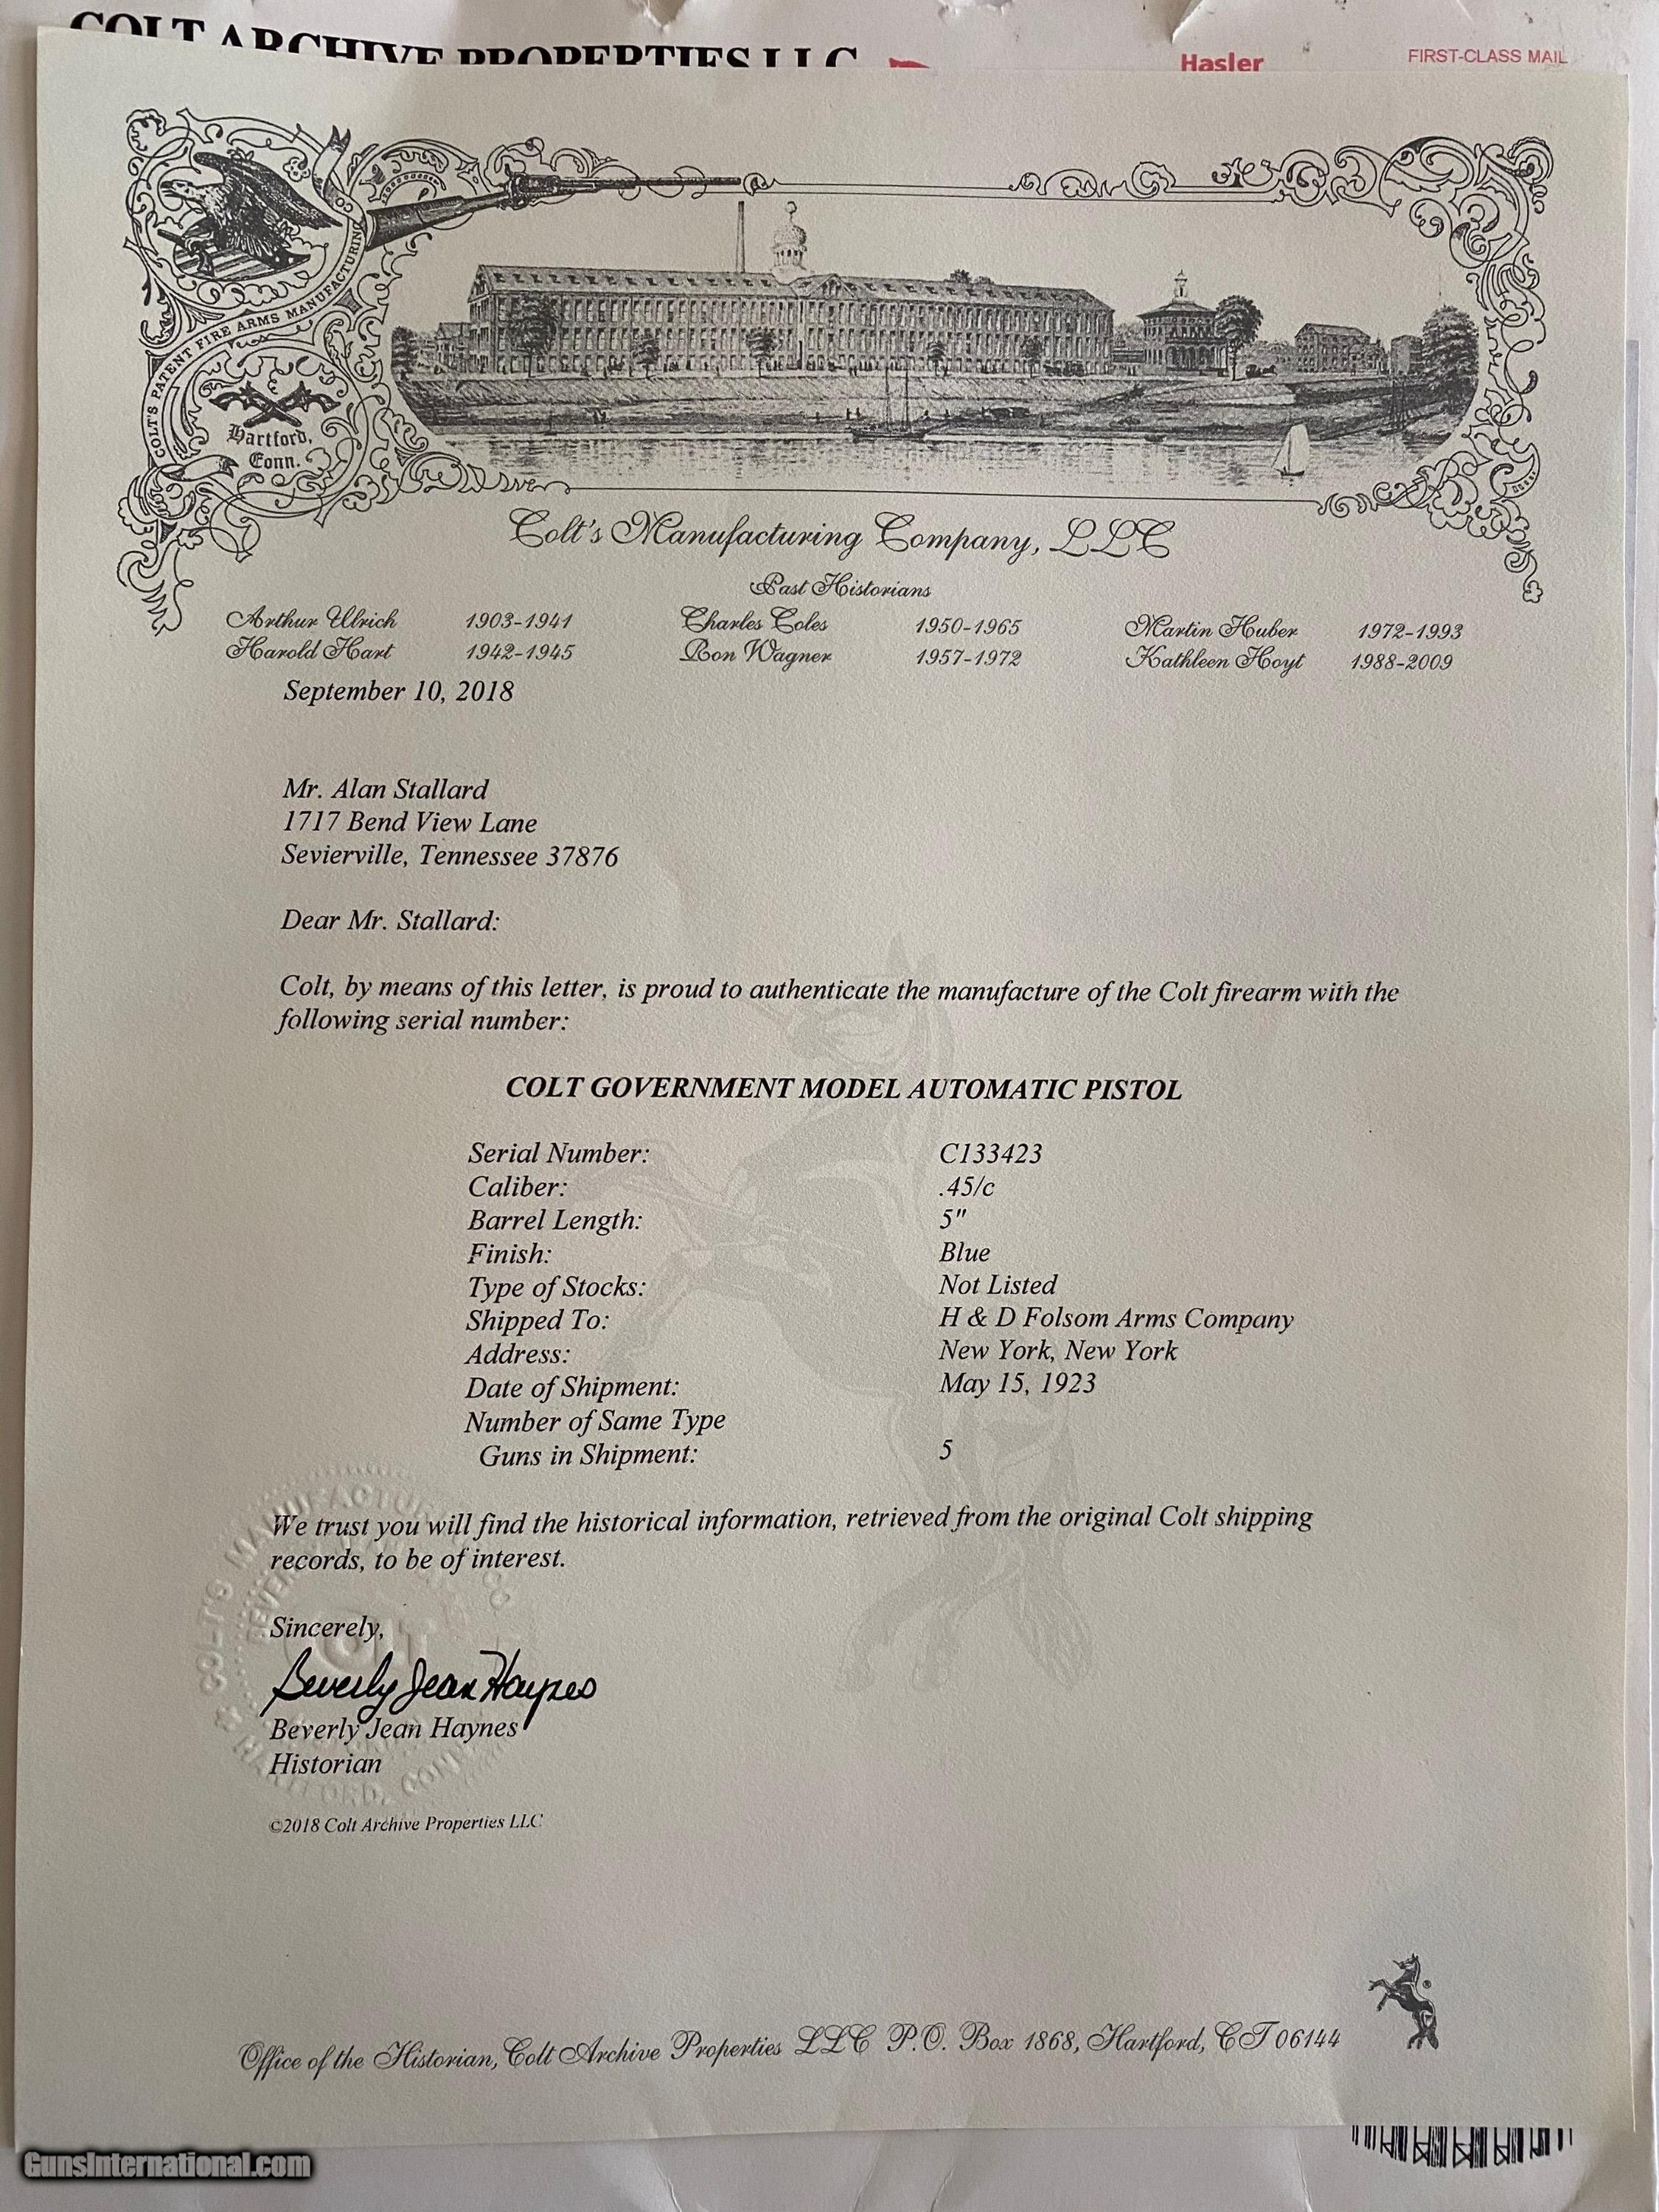 COLT ARCHIVE PROPERTIES LLC
Hasler
FIRST-CLASS MAIL
COLT'S PATENT FIRE ARMS MANUFACTURING CO
Hartford,
Conn.
Colt's Manufacturing Company, LLC
Past Historians
Arthur Ulrich 1903-1941 Charles Coles 1950-1965 Martin Huber 1972-1993
Harold Hart 1942-1945 Ron Wagner 1957-1972 Kathleen Hoyt 1988-2009
September 10, 2018
Mr. Alan Stallard
1717 Bend View Lane
Sevierville, Tennessee 37876
Dear Mr. Stallard:
Colt, by means of this letter, is proud to authenticate the manufacture of the Colt firearm with the
following serial number:
COLT GOVERNMENT MODEL AUTOMATIC PISTOL
Serial Number: C133423
Caliber: .45/c
Barrel Length: 5"
Finish: Blue
Type of Stocks: Not Listed
Shipped To: H & D Folsom Arms Company
Address: New York, New York
Date of Shipment: May 15, 1923
Number of Same Type
Guns in Shipment: 5
We trust you will find the historical information, retrieved from the original Colt shipping
records, to be of interest.
Sincerely,
Beverly Jean Haynes
Beverly Jean Haynes
Historian
COLT'S MANUFACTUR
HARTFORD, CONN
©2018 Colt Archive Properties LLC
®
Office of the Historian, Colt Archive Properties LLC P.O. Box 1868, Hartford, CT 06144
GunsInternational.com